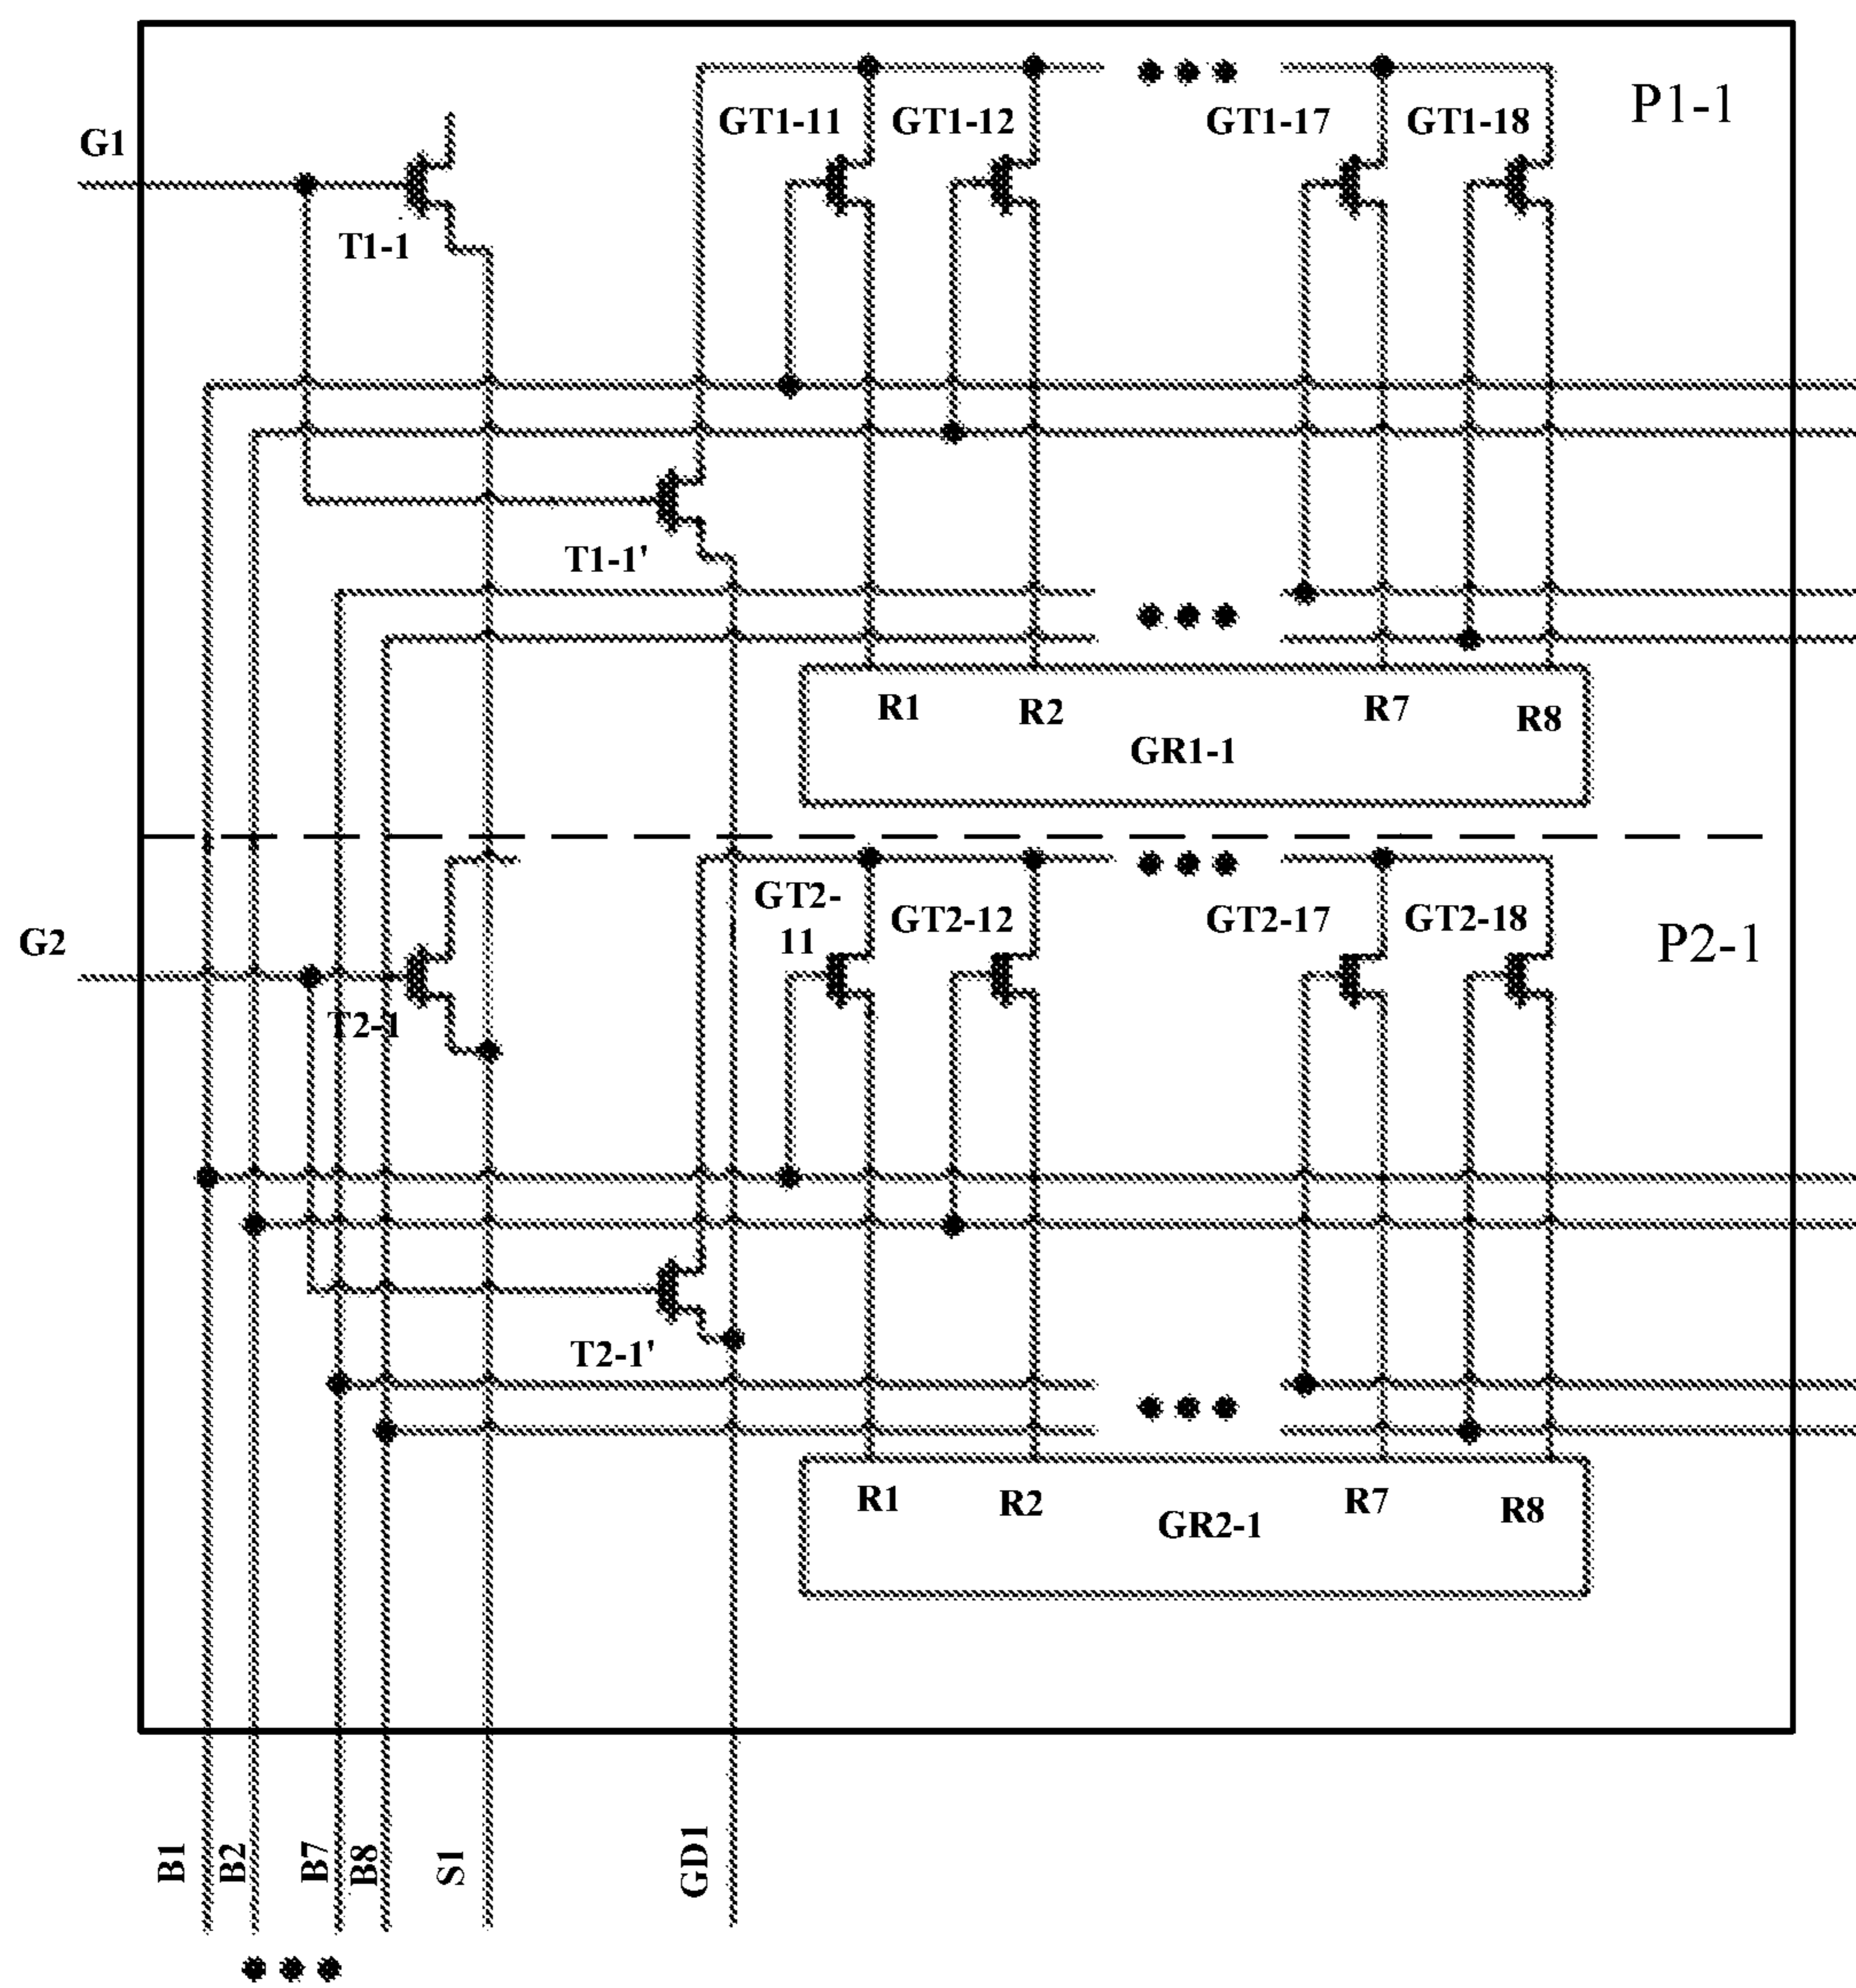 P1-1
GT1-11 GT1-12 GT1-17 GT1-18
G1
T1-1
T1-1'
R1 R2 R7 R8
GR1-1
GT2-
11
GT2-12 GT2-17 GT2-18
P2-1
G2
T2-1
T2-1'
R1 R2 R7 R8
GR2-1
B1 B2 B7 B8 S1 GD1